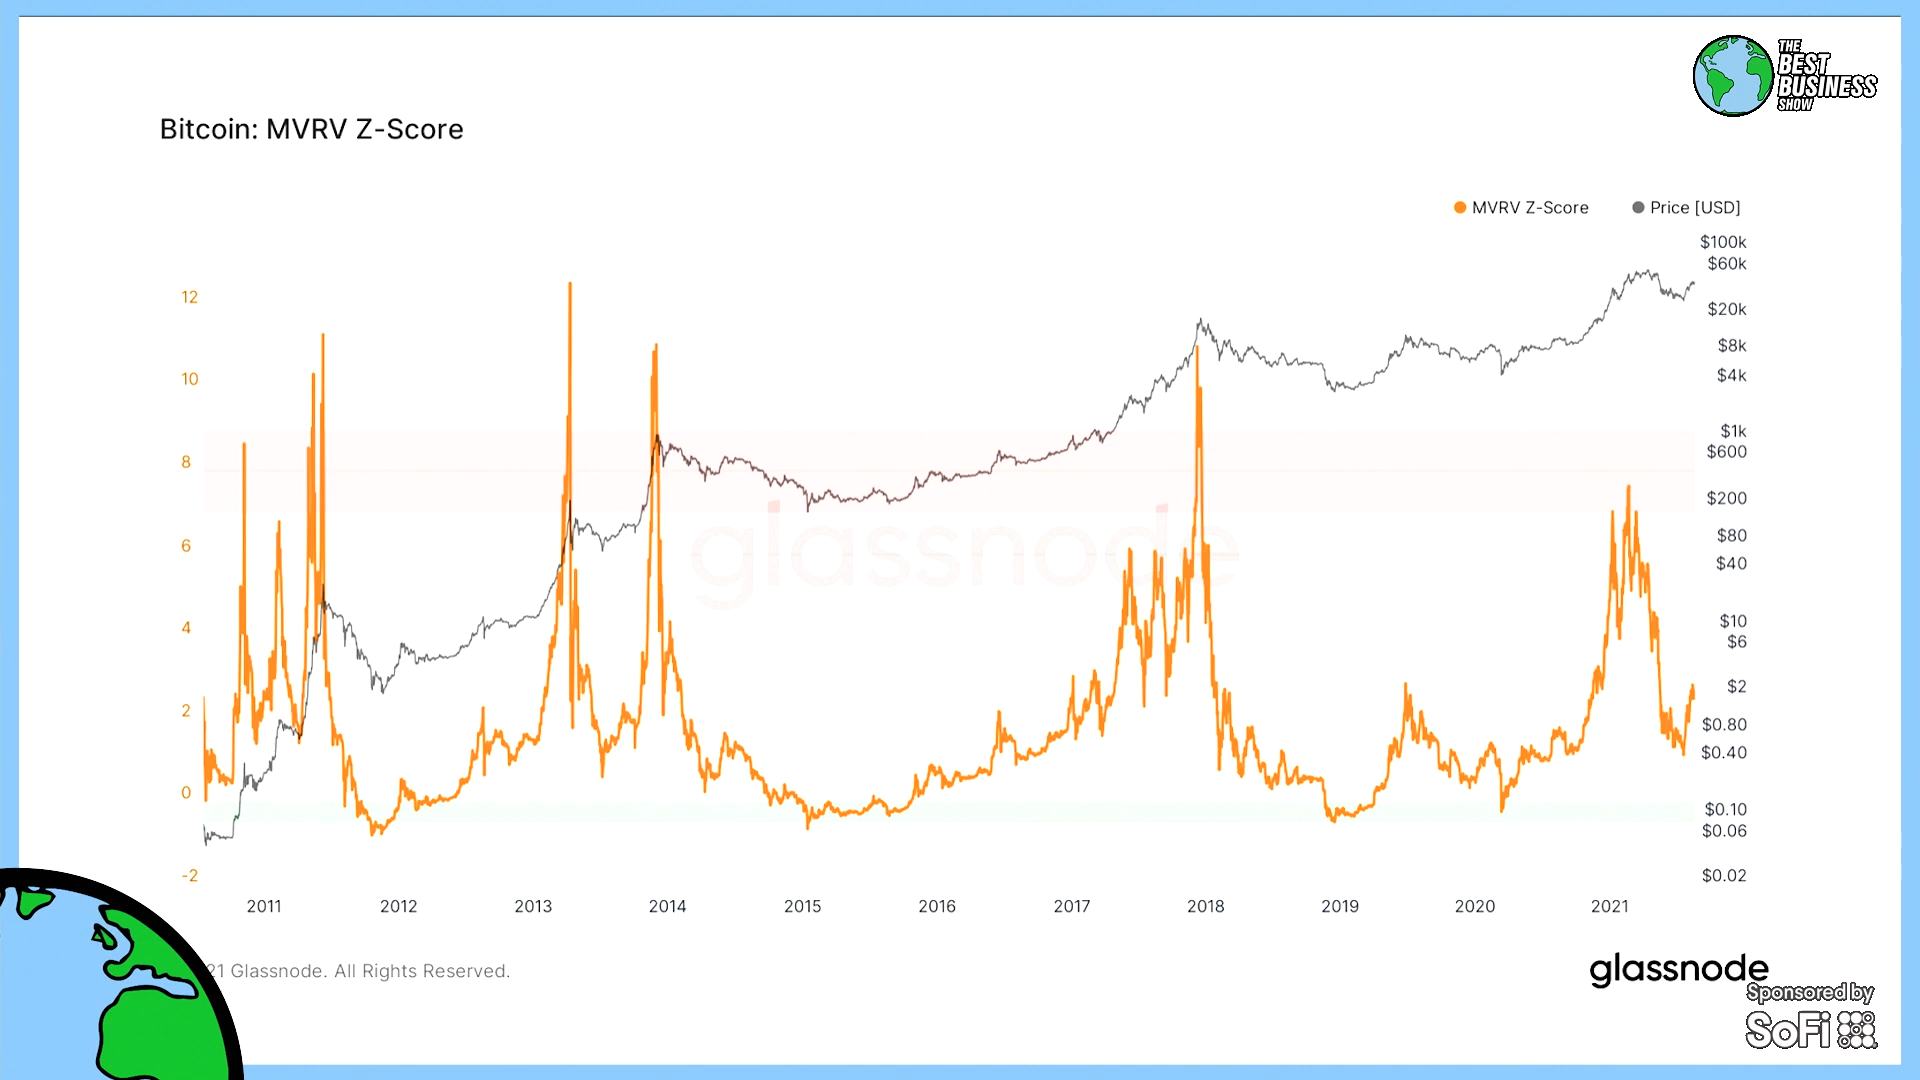 THE
BEST
BUSINESS
SHOW
Bitcoin: MVRV Z-Score
MVRV Z-Score
Price [USD]
$100k
$60k
$20k
$8k
$4k
$1k
$600
$200
$80
$40
$10
$6
$2
$0.80
$0.40
$0.10
$0.06
$0.02
12
10
8
6
4
2
0
-2
glassnode
2011 2012 2013 2014 2015 2016 2017 2018 2019 2020 2021
21 Glassnode. All Rights Reserved.
glassnode
Sponsored by
SoFi